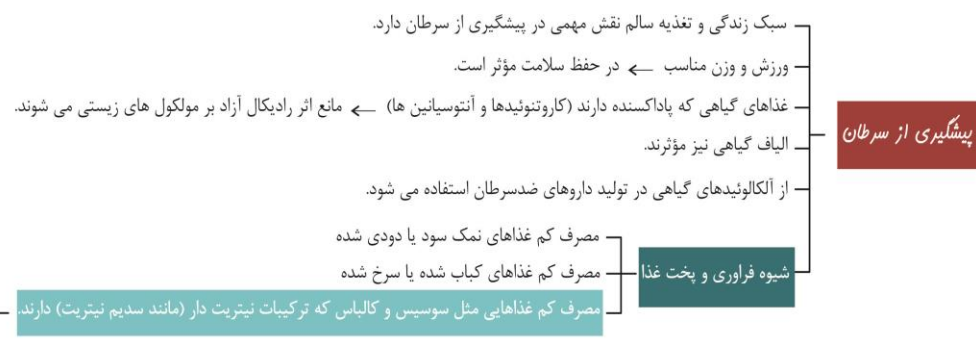 سبک زندگی و تغذیه سالم نقش مهمی در پیشگیری از سرطان دارد.
ورزش و وزن مناسب ← در حفظ سلامت مؤثر است.
غذاهای گیاهی که پاداکسنده دارند (کاروتنوئیدها و آنتوسیانین ها) ← مانع اثر رادیکال آزاد بر مولکول های زیستی می شوند.
پیشگیری از سرطان
الیاف گیاهی نیز مؤثرند.
از آلکالوئیدهای گیاهی در تولید داروهای ضدسرطان استفاده می شود.
مصرف کم غذاهای نمک سود یا دودی شده
شیوه فراوری و پخت غذا
مصرف کم غذاهای کباب شده یا سرخ شده
مصرف کم غذاهایی مثل سوسیس و کالباس که ترکیبات نیتریت دار (مانند سدیم نیتریت) دارند.